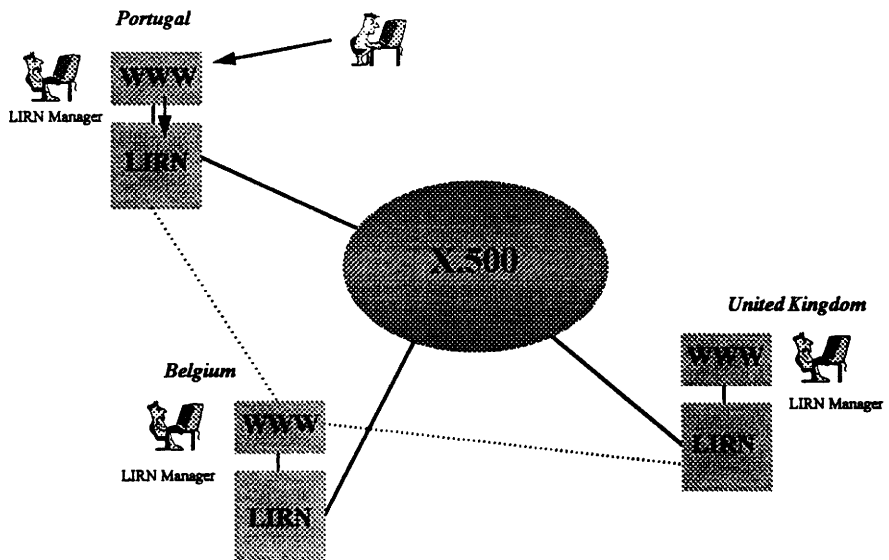 Portugal
WWW
LIRN Manager
LIRN
X.500
United Kingdom
WWW
LIRN Manager
LIRN
Belgium
WWW
LIRN Manager
LIRN